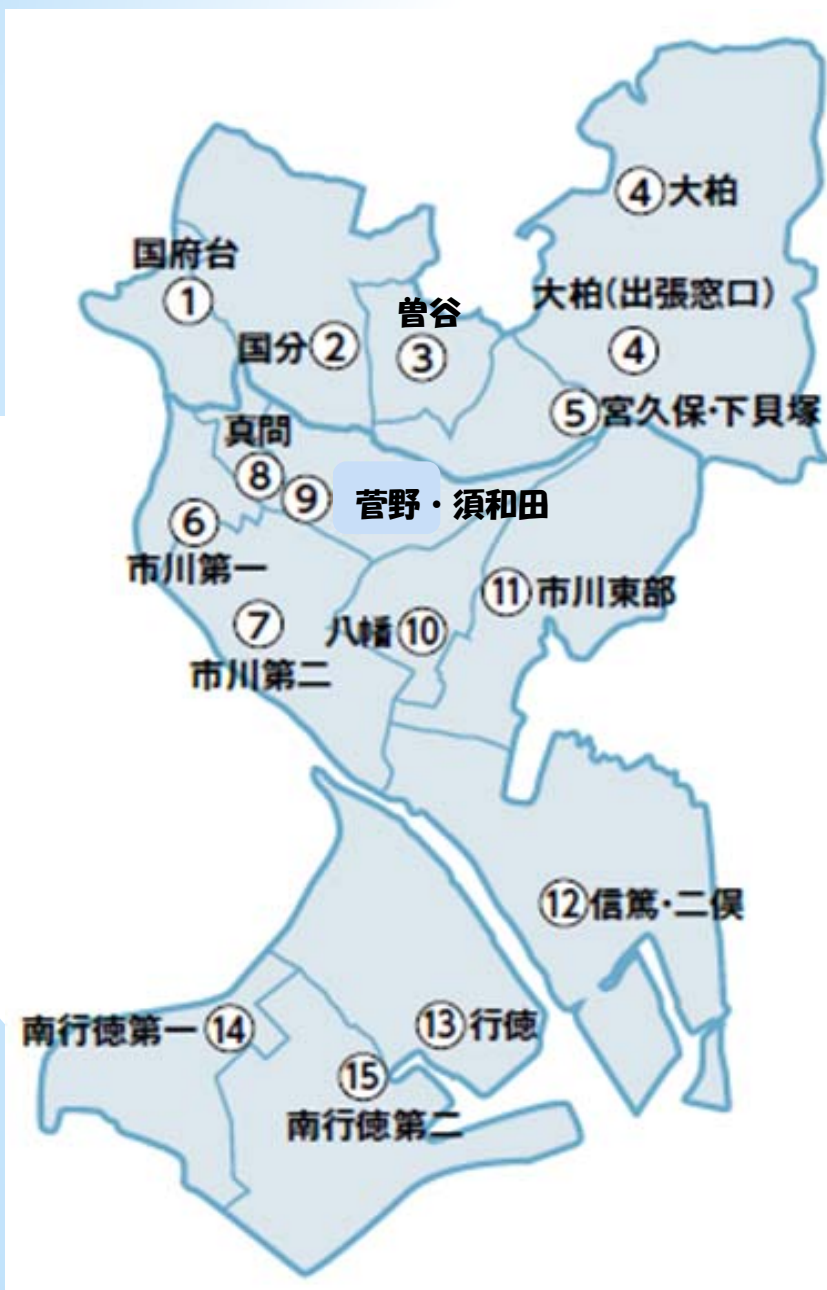 ④大柏
国府台
①
大柏(出張窓口)
④
曽谷
③
国分②
⑤宮久保・下貝塚
真間
⑧
⑨ 菅野・須和田
⑥
市川第一
⑪市川東部
⑦
市川第二
八幡⑩
⑫信篤・二俣
南行徳第一⑭
⑬行徳
⑮
南行徳第二